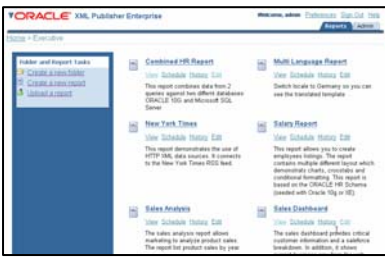 ORACLE XML Publisher Enterprise
Welcome, admin Preferences Sign Out Help
Reports Admin
Home > Executive
Folder and Report Tasks
Create a new folder
Create a new report
Upload a report
Combined HR Report
View Schedule History Edit
This report combines data from 2
queries against two different databases
ORACLE 10G and Microsoft SQL
Server
Multi Language Report
View Schedule History Edit
Switch locale to Germany so you can
see the translated template
New York Times
View Schedule History Edit
This report demonstrates the use of
HTTP XML data sources. It connects
to the New York Times RSS feed.
Salary Report
View Schedule History Edit
This report allows you to create
employees listings. The report
contains multiple different layout which
demonstrates charts, crosstabs and
conditional formatting. This report is
based on the ORACLE HR Schema
(seeded with Oracle 10g or XE)
Sales Analysis
View Schedule History Edit
The sales analysis report allows
marketing to analyze product sales.
The report list product sales by year
Sales Dashboard
View Schedule History Edit
The sales dashboard provides critical
customer information and a salesforce
breakdown. In addition, it shows